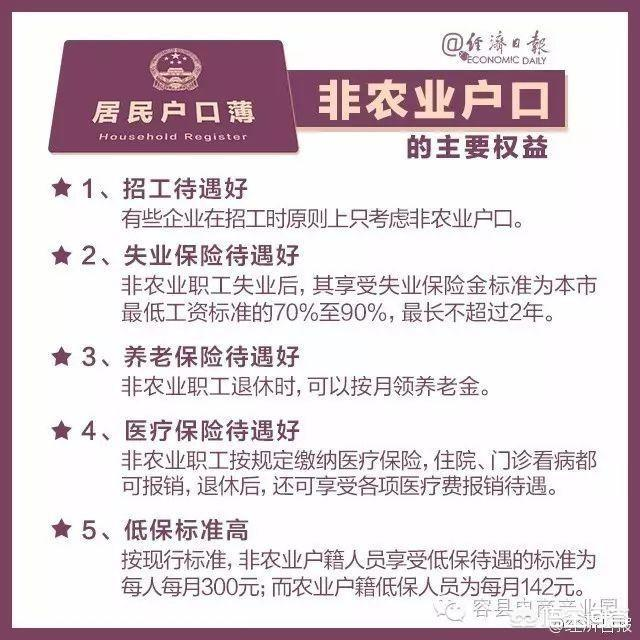 @经济日报
ECONOMIC DAILY
居民户口薄
Household Register
非农业户口
的主要权益
★ 1、招工待遇好
有些企业在招工时原则上只考虑非农业户口。
★ 2、失业保险待遇好
非农业职工失业后，其享受失业保险金标准为本市
最低工资标准的70%至90%，最长不超过2年。
★ 3、养老保险待遇好
非农业职工退休时，可以按月领养老金。
★ 4、医疗保险待遇好
非农业职工按规定缴纳医疗保险，住院、门诊看病都
可报销，退休后，还可享受各项医疗费报销待遇。
★ 5、低保标准高
按现行标准，非农业户籍人员享受低保待遇的标准为
每人每月300元；而农业户籍低保人员为每月142元。
@经济日报